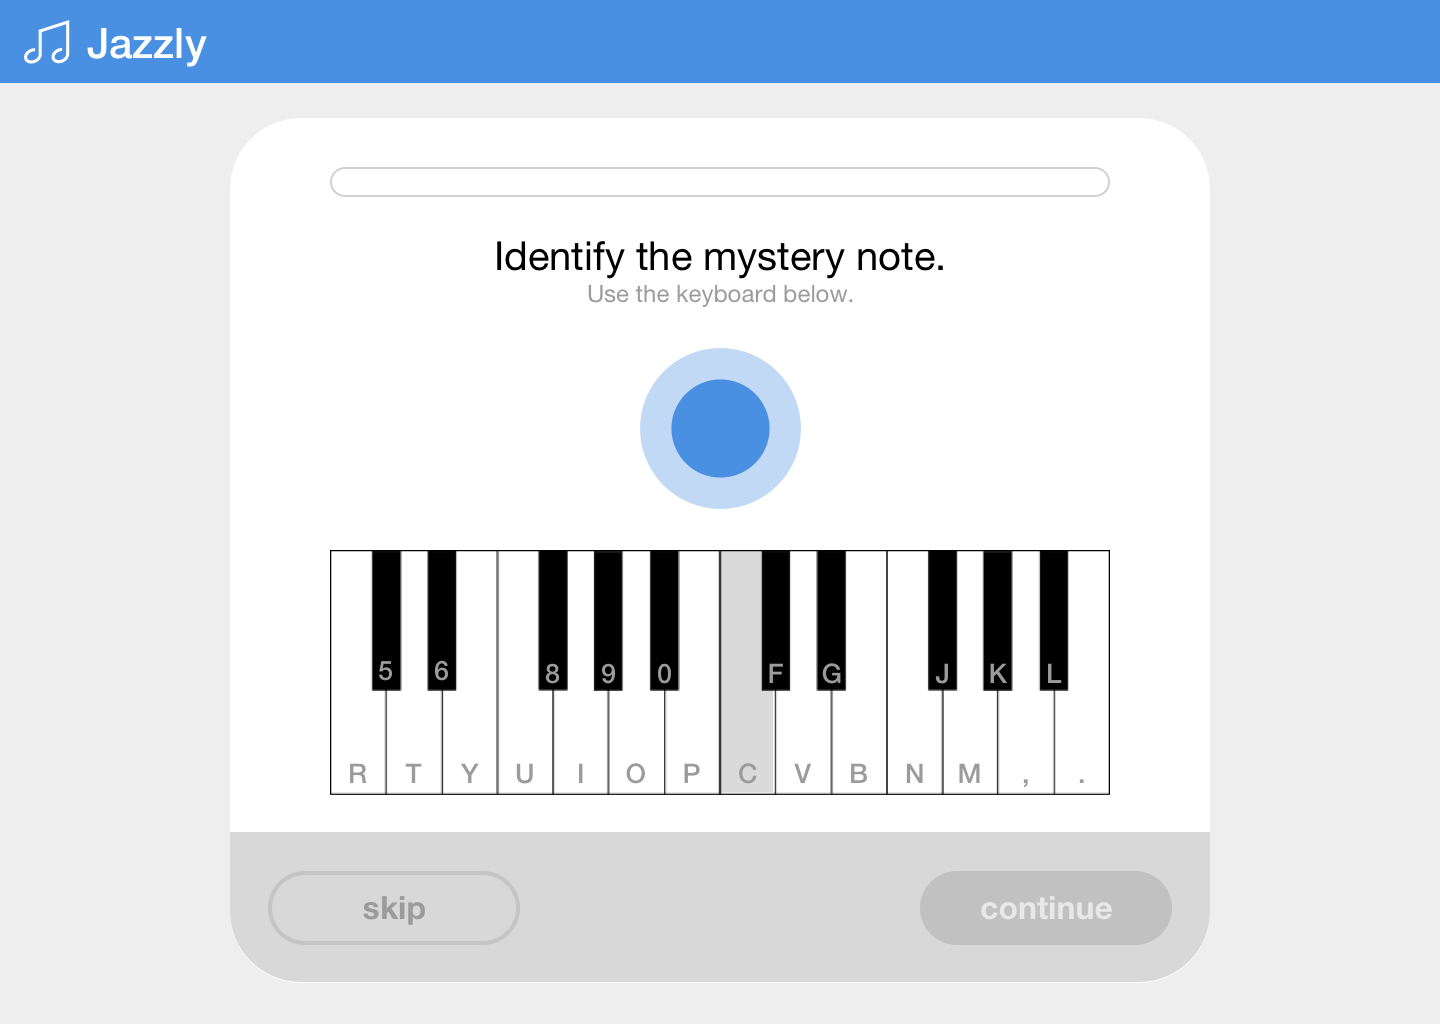 Jazzly
Identify the mystery note.
Use the keyboard below.
5 6 8 9 0 F G J K L
R T Y U I O P C V B N M , .
skip continue